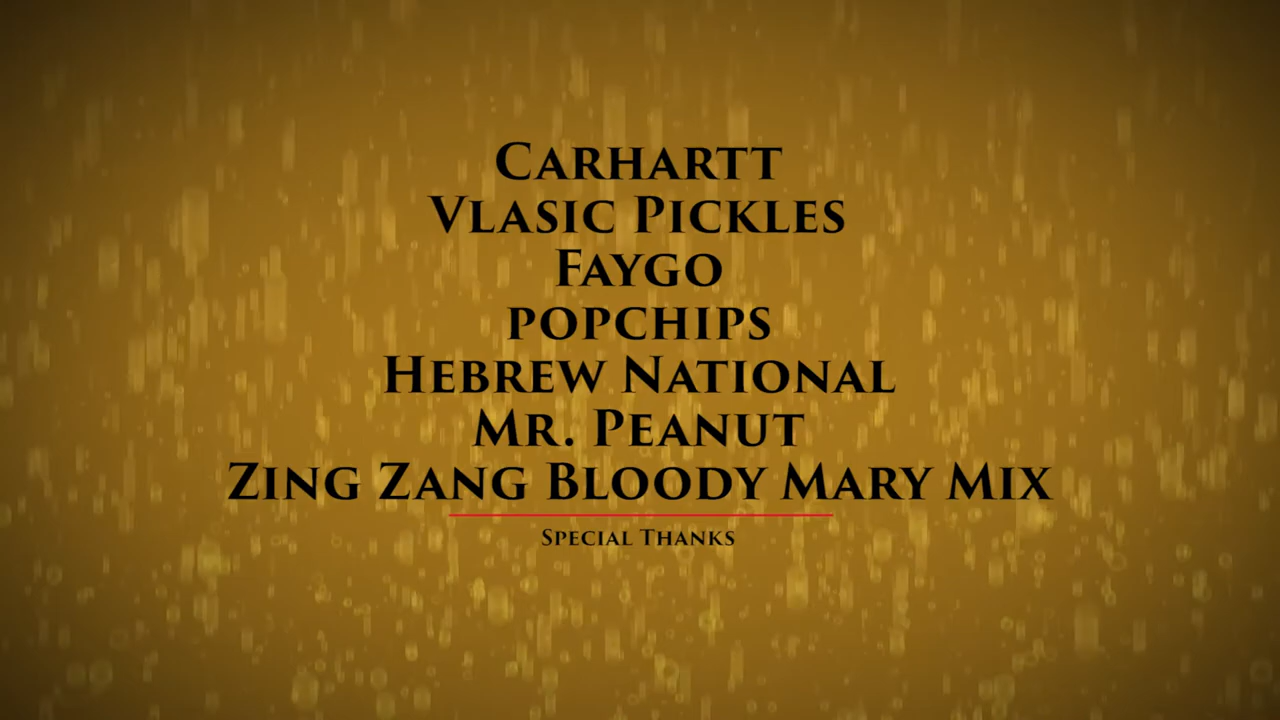 Carhartt
Vlasic Pickles
Faygo
popchips
Hebrew National
Mr. Peanut
Zing Zang Bloody Mary Mix
Special Thanks